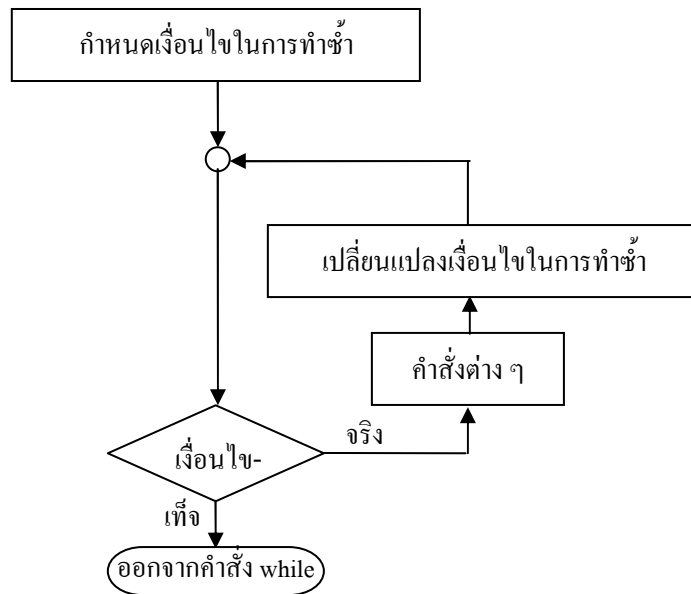 กำหนดเงื่อนไขในการทำซ้ำ
เปลี่ยนแปลงเงื่อนไขในการทำซ้ำ
คำสั่งต่าง ๆ
จริง
เงื่อนไข-
เท็จ
ออกจากคำสั่ง while